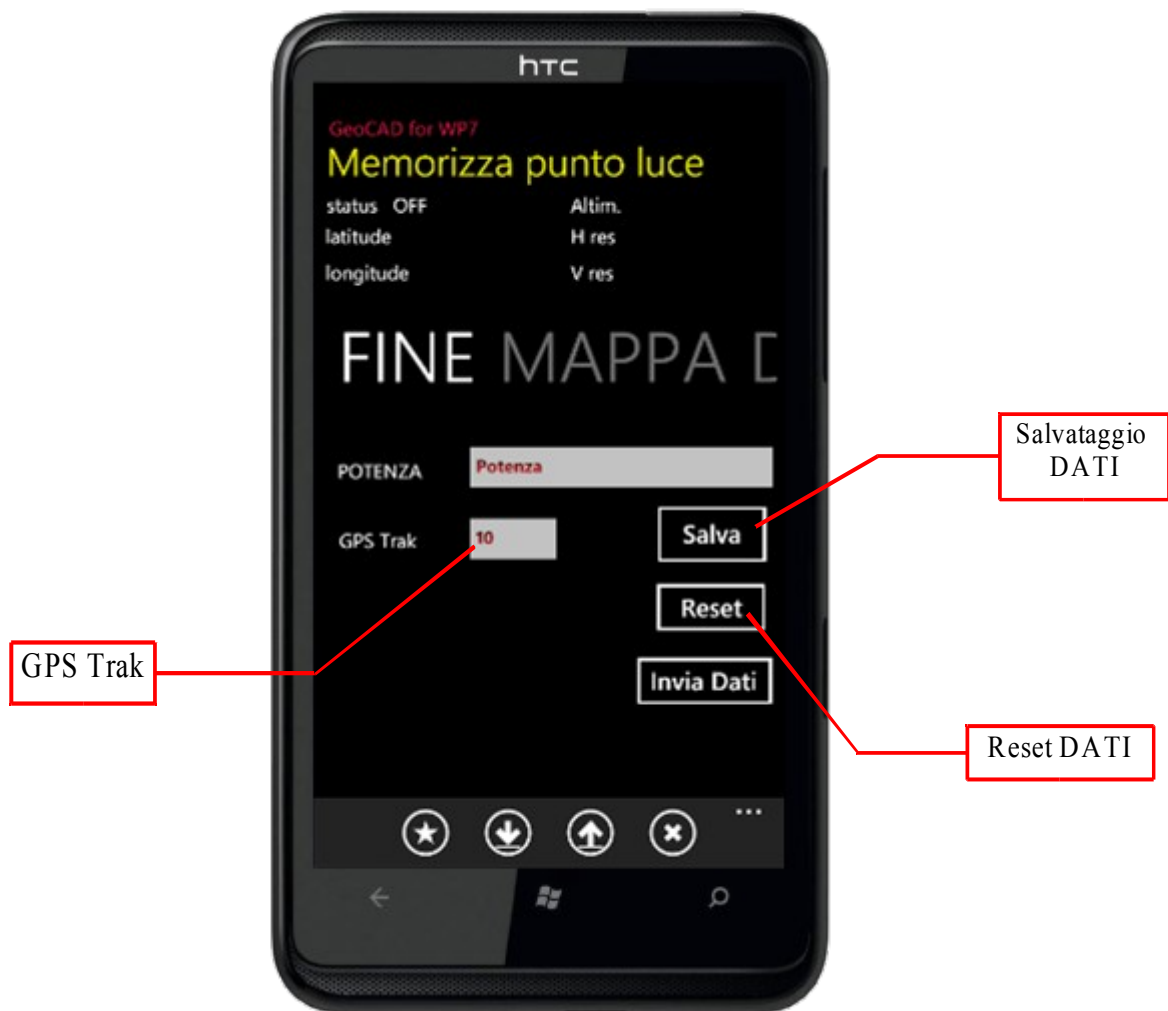 hTC
GeoCAD for WP7
Memorizza punto luce
status OFF Altim.
latitude H res
longitude V res
FINE MAPPA D
POTENZA Potenza
GPS Trak 10 Salva
Reset
Invia Dati
Salvataggio
DATI
GPS Trak
Reset DATI